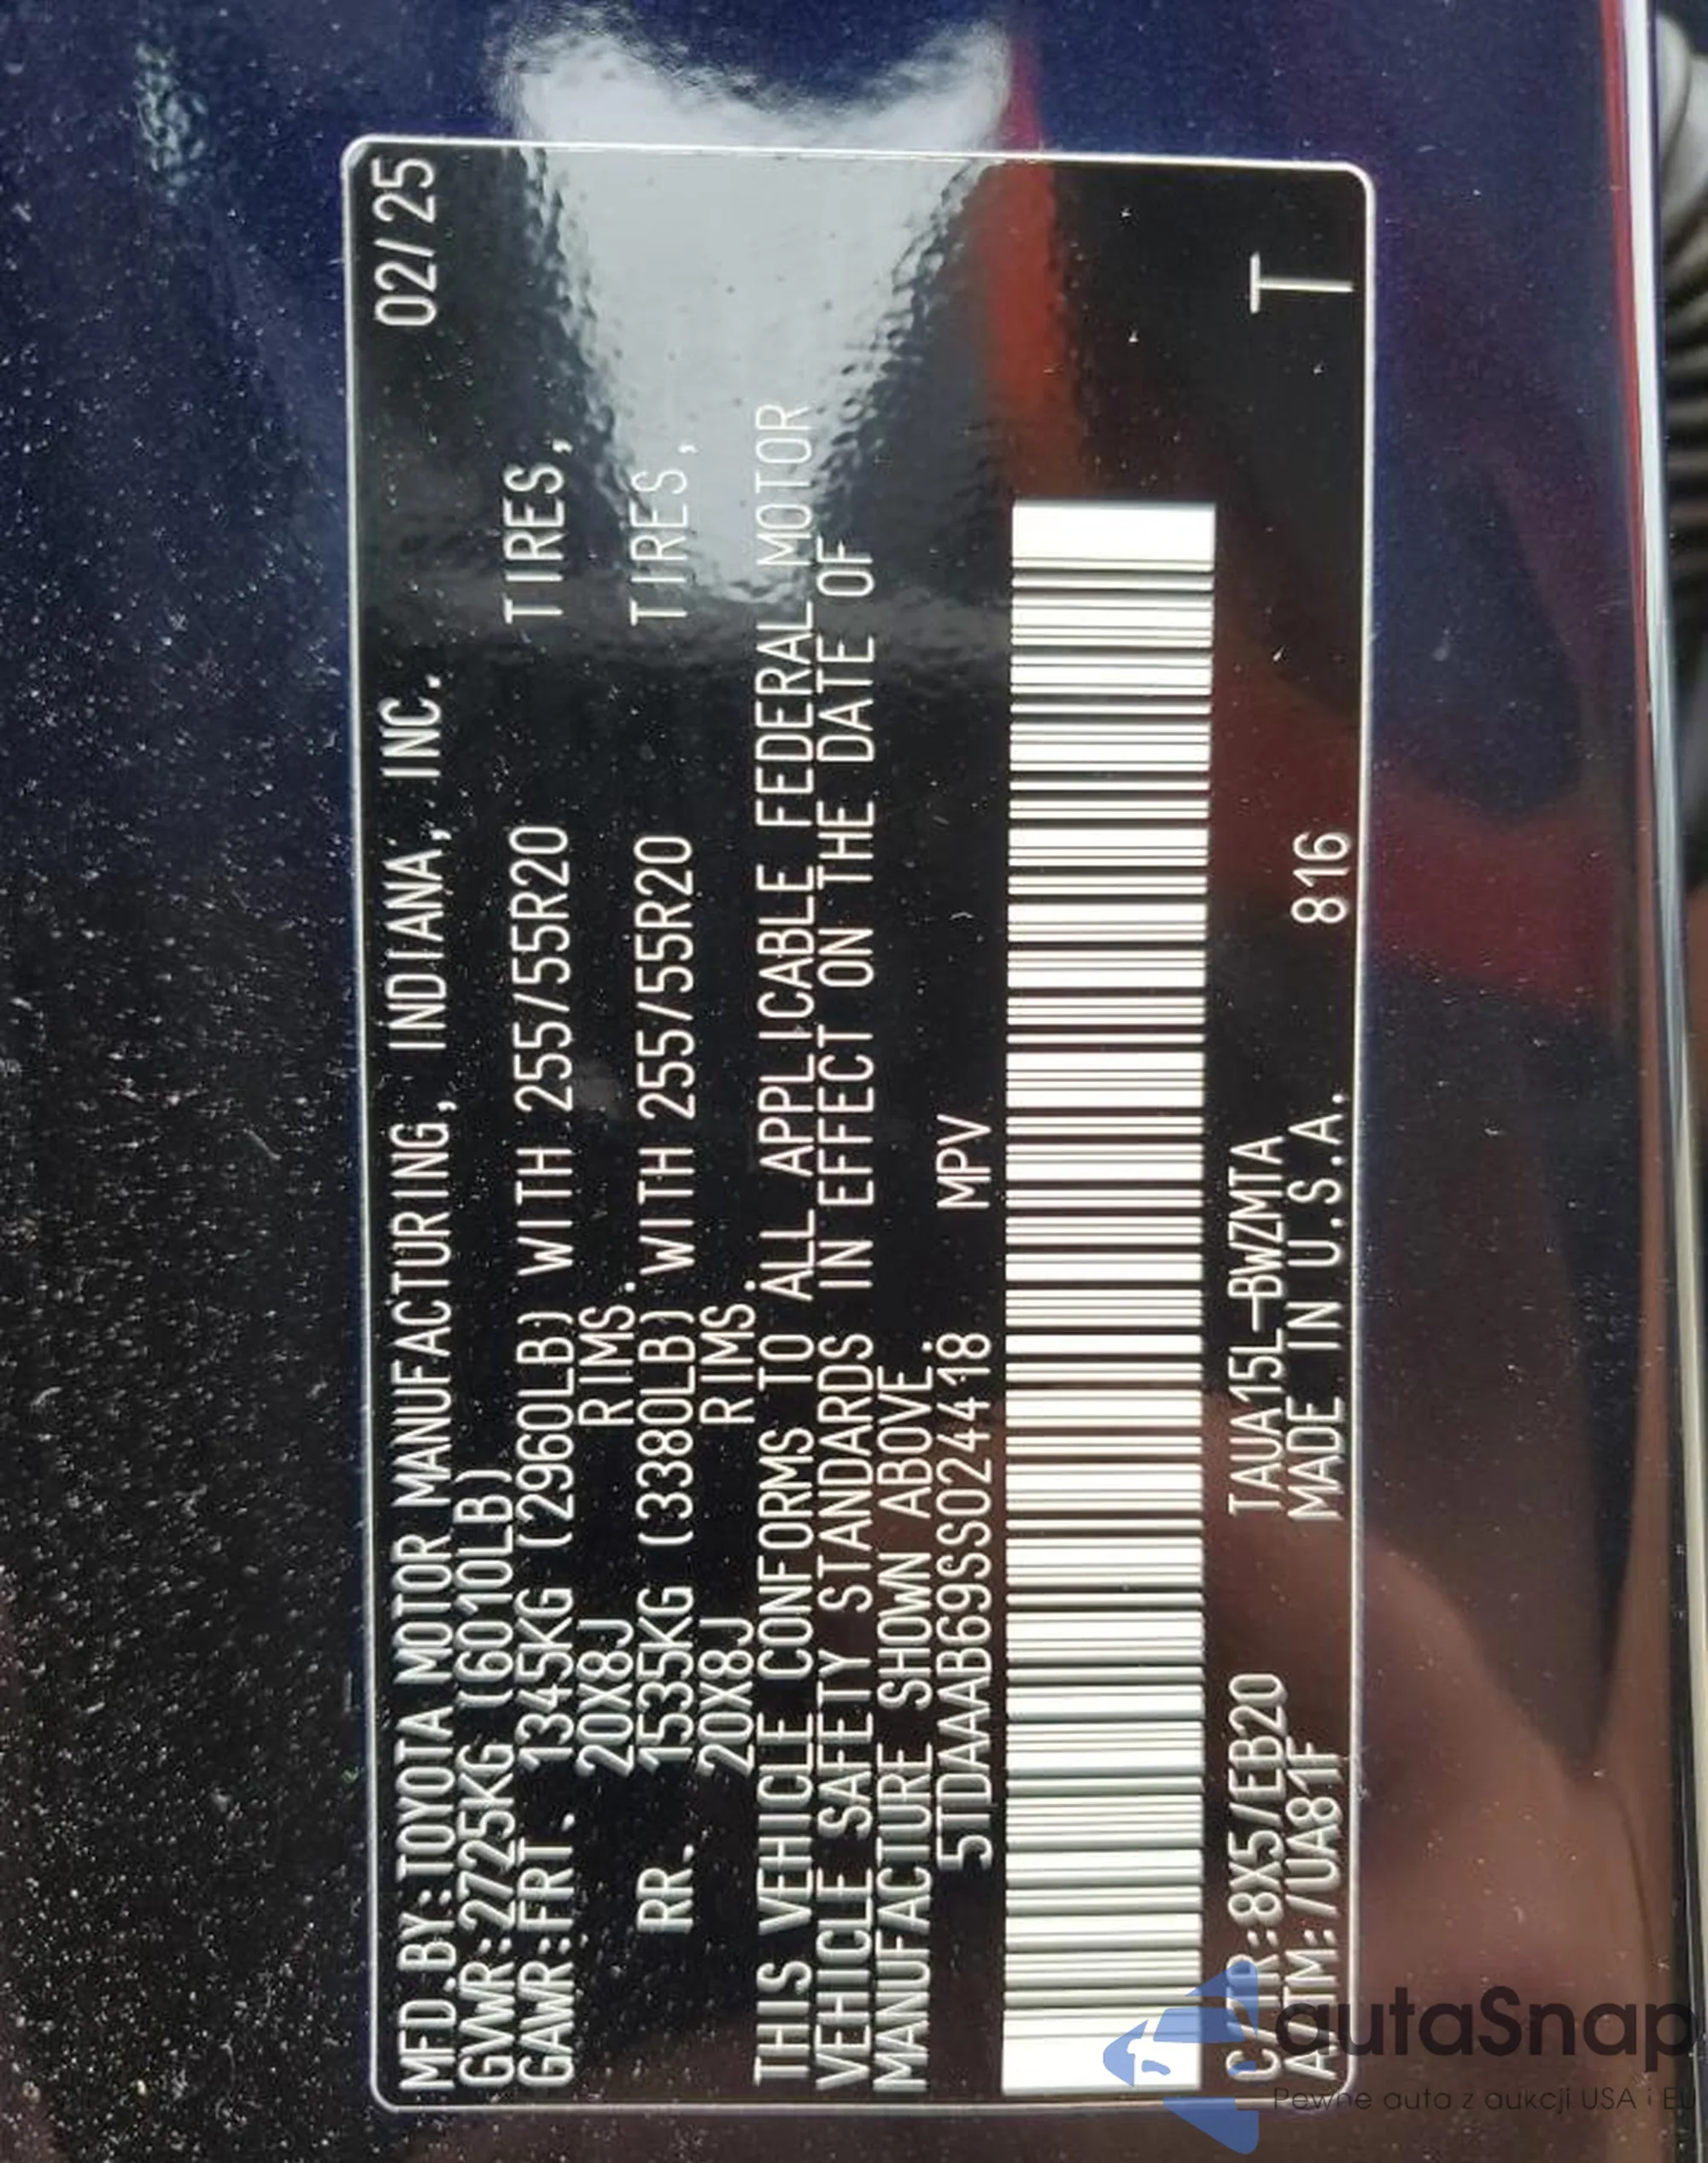 MFD.BY:TOYOTA MOTOR MANUFACTURING, INDIANA, INC. 02/25
GVWR:2725KG (6010LB)
GAWR:FRT. 1345KG (2960LB) WITH 255/55R20 TIRES,
20X8J RIMS.
RR. 1535KG (3380LB) WITH 255/55R20 TIRES,
20X8J RIMS.
THIS VEHICLE CONFORMS TO ALL APPLICABLE FEDERAL MOTOR
VEHICLE SAFETY STANDARDS IN EFFECT ON THE DATE OF
MANUFACTURE SHOWN ABOVE.
5TDAAAB69SS024418 MPV
C/TR:8X5/EB20 TAUA15L-BWZMTA T
A/TM:/UA81F MADE IN U.S.A. 816
autaSnap
Pewne auta z aukcji USA i EU